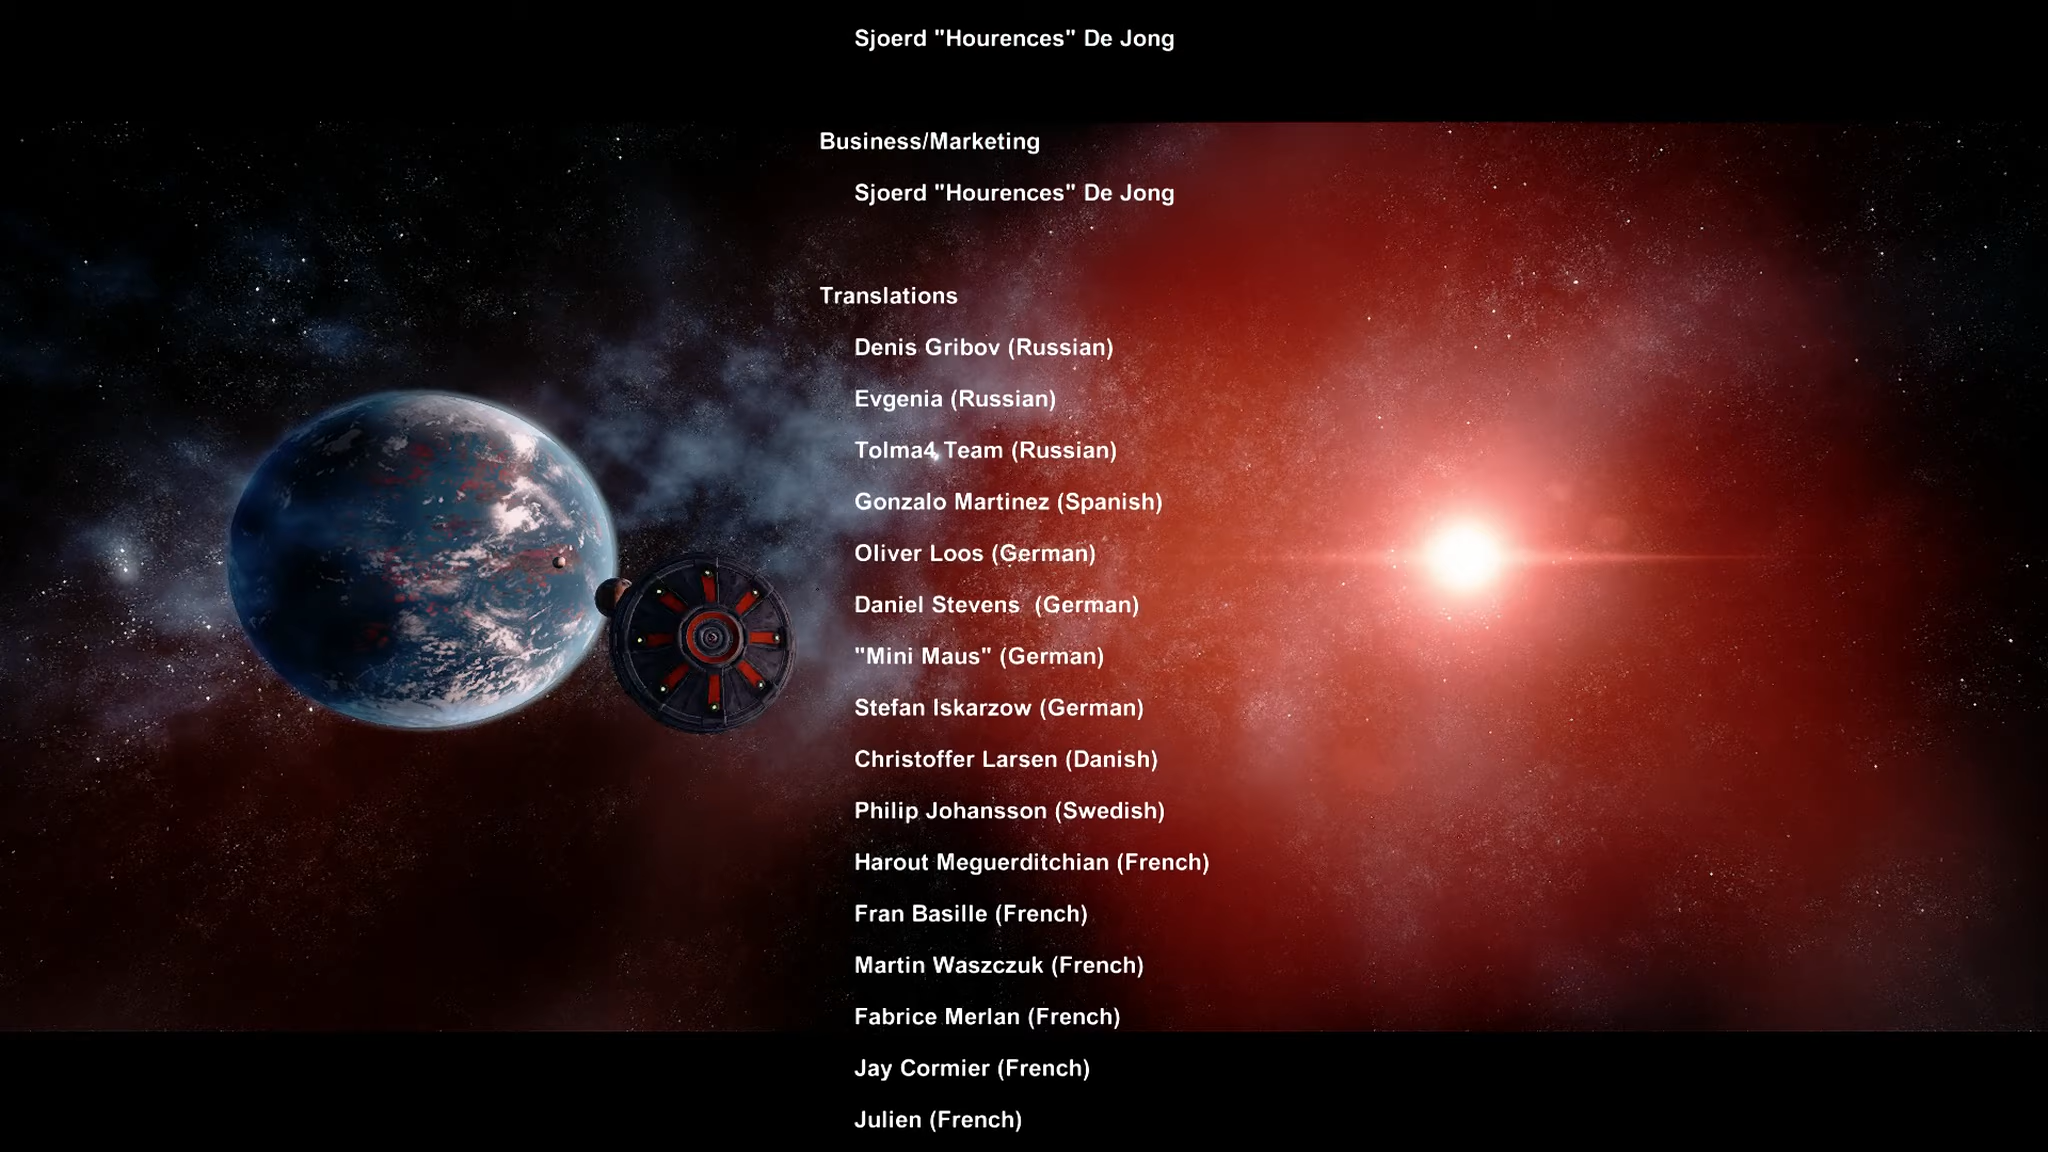 Sjoerd "Hourences" De Jong
Business/Marketing
Sjoerd "Hourences" De Jong
Translations
Denis Gribov (Russian)
Evgenia (Russian)
Tolma4 Team (Russian)
Gonzalo Martinez (Spanish)
Oliver Loos (German)
Daniel Stevens  (German)
"Mini Maus" (German)
Stefan Iskarzow (German)
Christoffer Larsen (Danish)
Philip Johansson (Swedish)
Harout Meguerditchian (French)
Fran Basille (French)
Martin Waszczuk (French)
Fabrice Merlan (French)
Jay Cormier (French)
Julien (French)